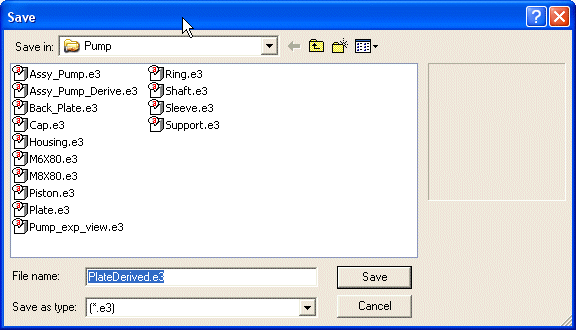 Save
Save in: Pump
Assy_Pump.e3
Assy_Pump_Derive.e3
Back_Plate.e3
Cap.e3
Housing.e3
M6X80.e3
M8X80.e3
Piston.e3
Plate.e3
Pump_exp_view.e3
Ring.e3
Shaft.e3
Sleeve.e3
Support.e3
File name: PlateDerived.e3 Save
Save as type: (*.e3) Cancel